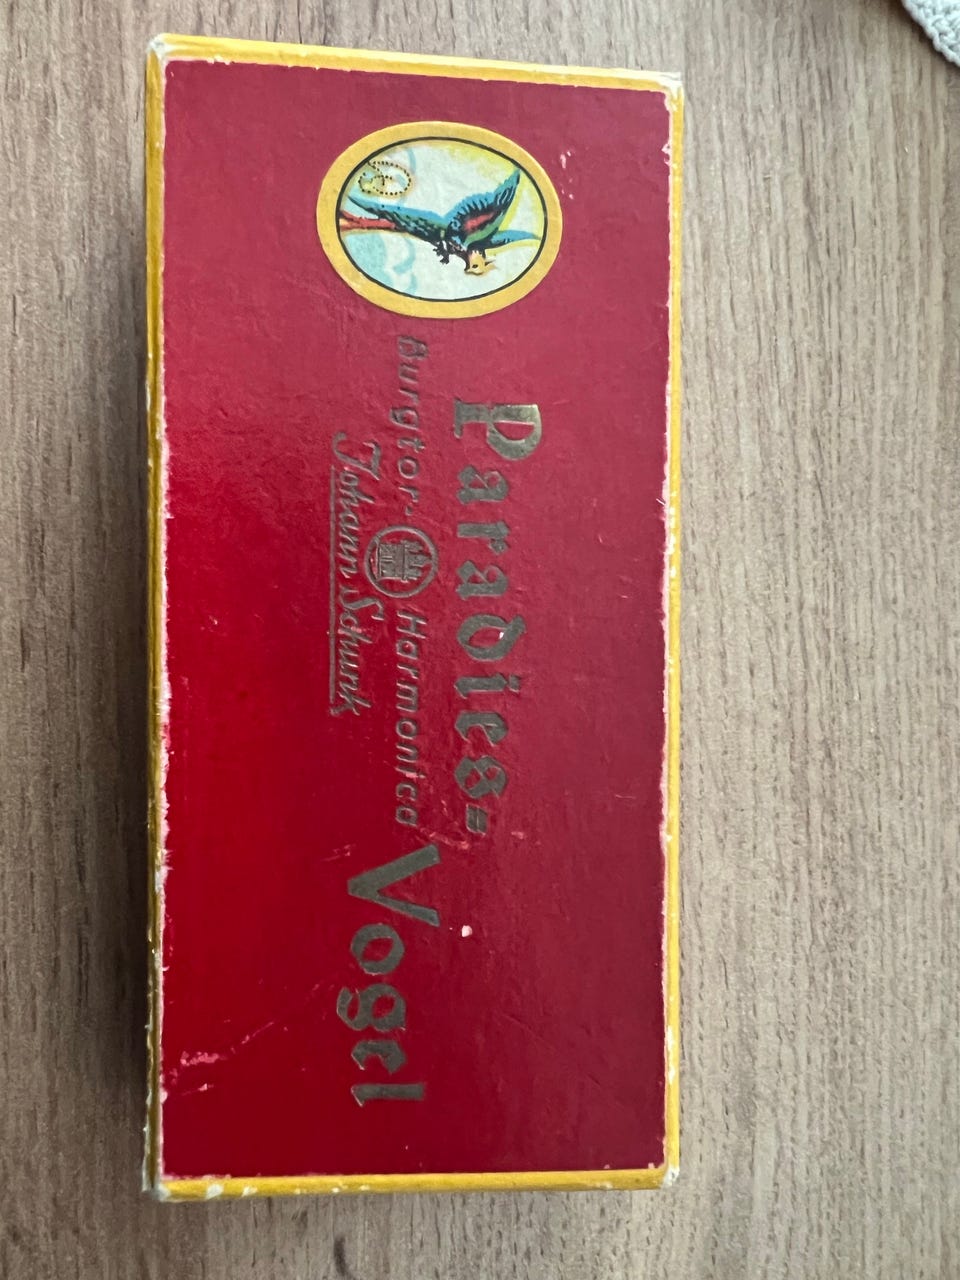 Paradies=
Vogel
Burgtor- Harmonica
Johann Schunk